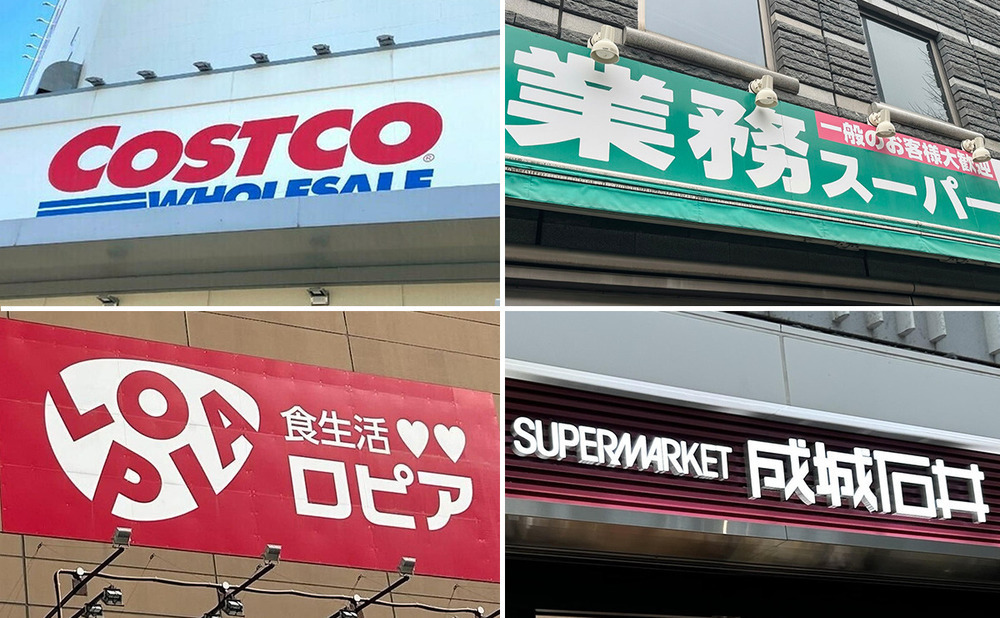 COSTCO®
WHOLESALE
業務スーパー
一般のお客様大歓迎
LOPIA
食生活♥♥
ロピア
SUPERMARKET 成城石井